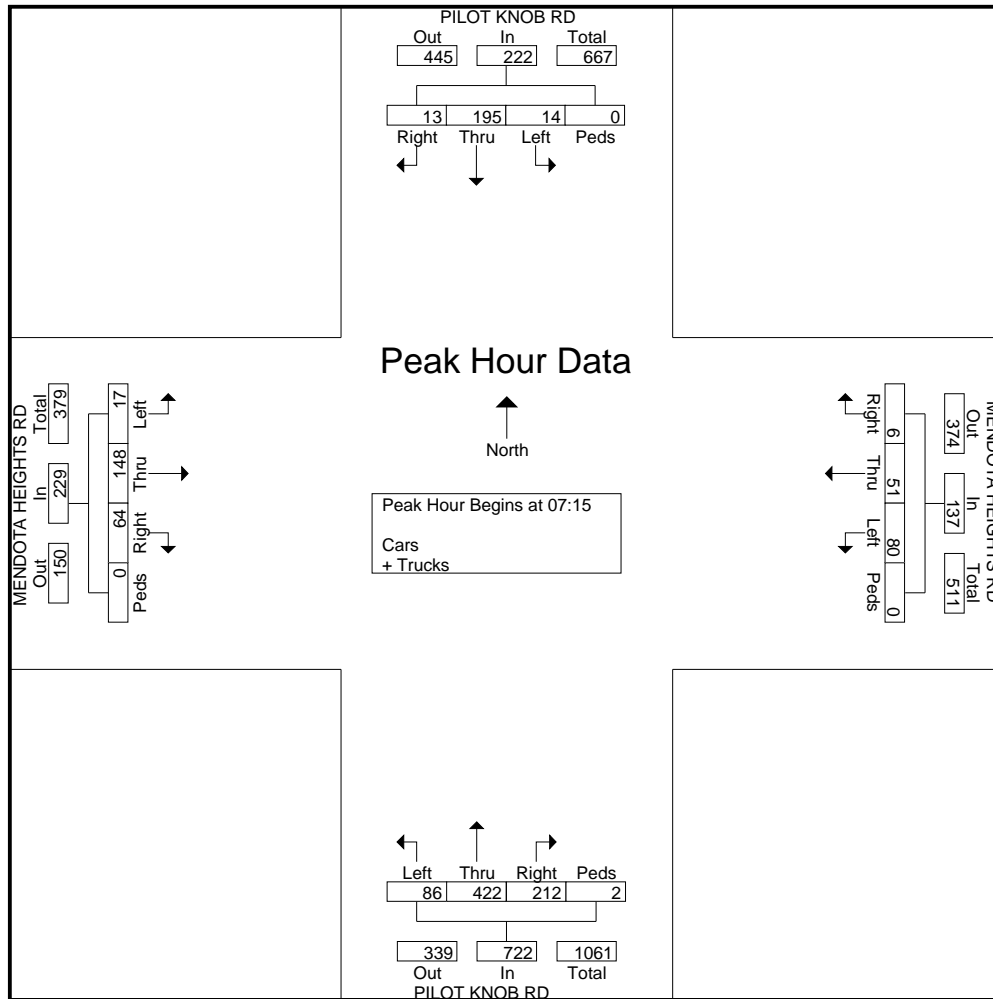 PILOT KNOB RD
Out In Total
445 222 667
13 195 14 0
Right Thru Left Peds
Peak Hour Data
North
Peak Hour Begins at 07:15
Cars
+ Trucks
MENDOTA HEIGHTS RD
Out In Total
150 229 379
17 148 64 0
Left Thru Right Peds
Right Thru Left Peds
6 51 80 0
374 137 511
Out In Total
MENDOTA HEIGHTS RD
Left Thru Right Peds
86 422 212 2
339 722 1061
Out In Total
PILOT KNOB RD